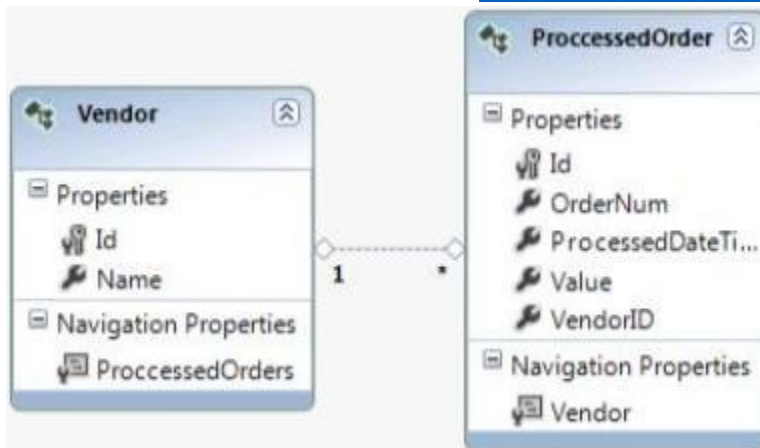 Vendor
Properties
Id
Name
Navigation Properties
ProccessedOrders
1
*
ProccessedOrder
Properties
Id
OrderNum
ProcessedDateTi...
Value
VendorID
Navigation Properties
Vendor